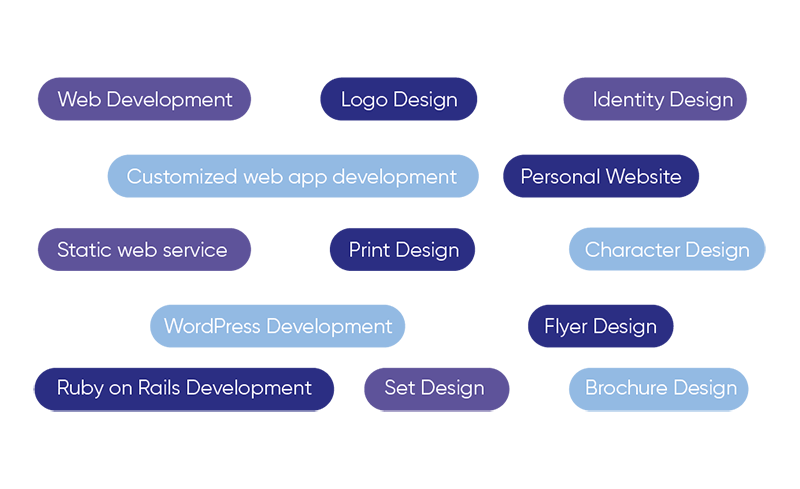 Web Development
Logo Design
Identity Design
Customized web app development
Personal Website
Static web service
Print Design
Character Design
WordPress Development
Flyer Design
Ruby on Rails Development
Set Design
Brochure Design